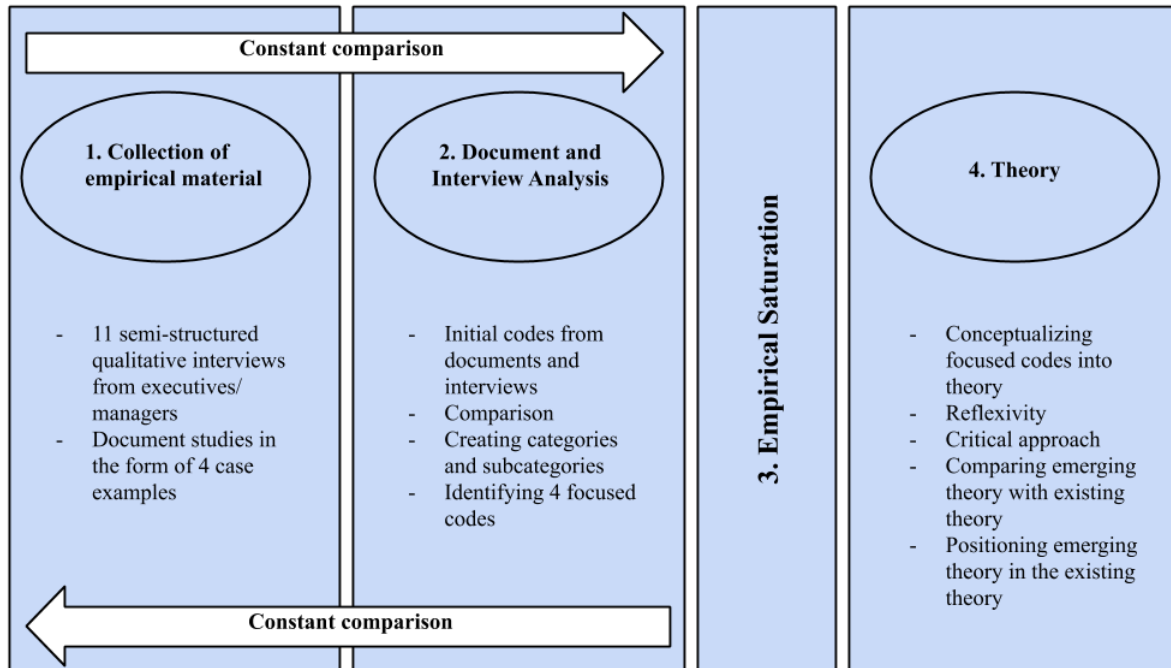 Constant comparison
1. Collection of
empirical material
- 11 semi-structured
qualitative interviews
from executives/
managers
- Document studies in
the form of 4 case
examples
2. Document and
Interview Analysis
- Initial codes from
documents and
interviews
- Comparison
- Creating categories
and subcategories
- Identifying 4 focused
codes
3. Empirical Saturation
4. Theory
- Conceptualizing
focused codes into
theory
- Reflexivity
- Critical approach
- Comparing emerging
theory with existing
theory
- Positioning emerging
theory in the existing
theory
Constant comparison